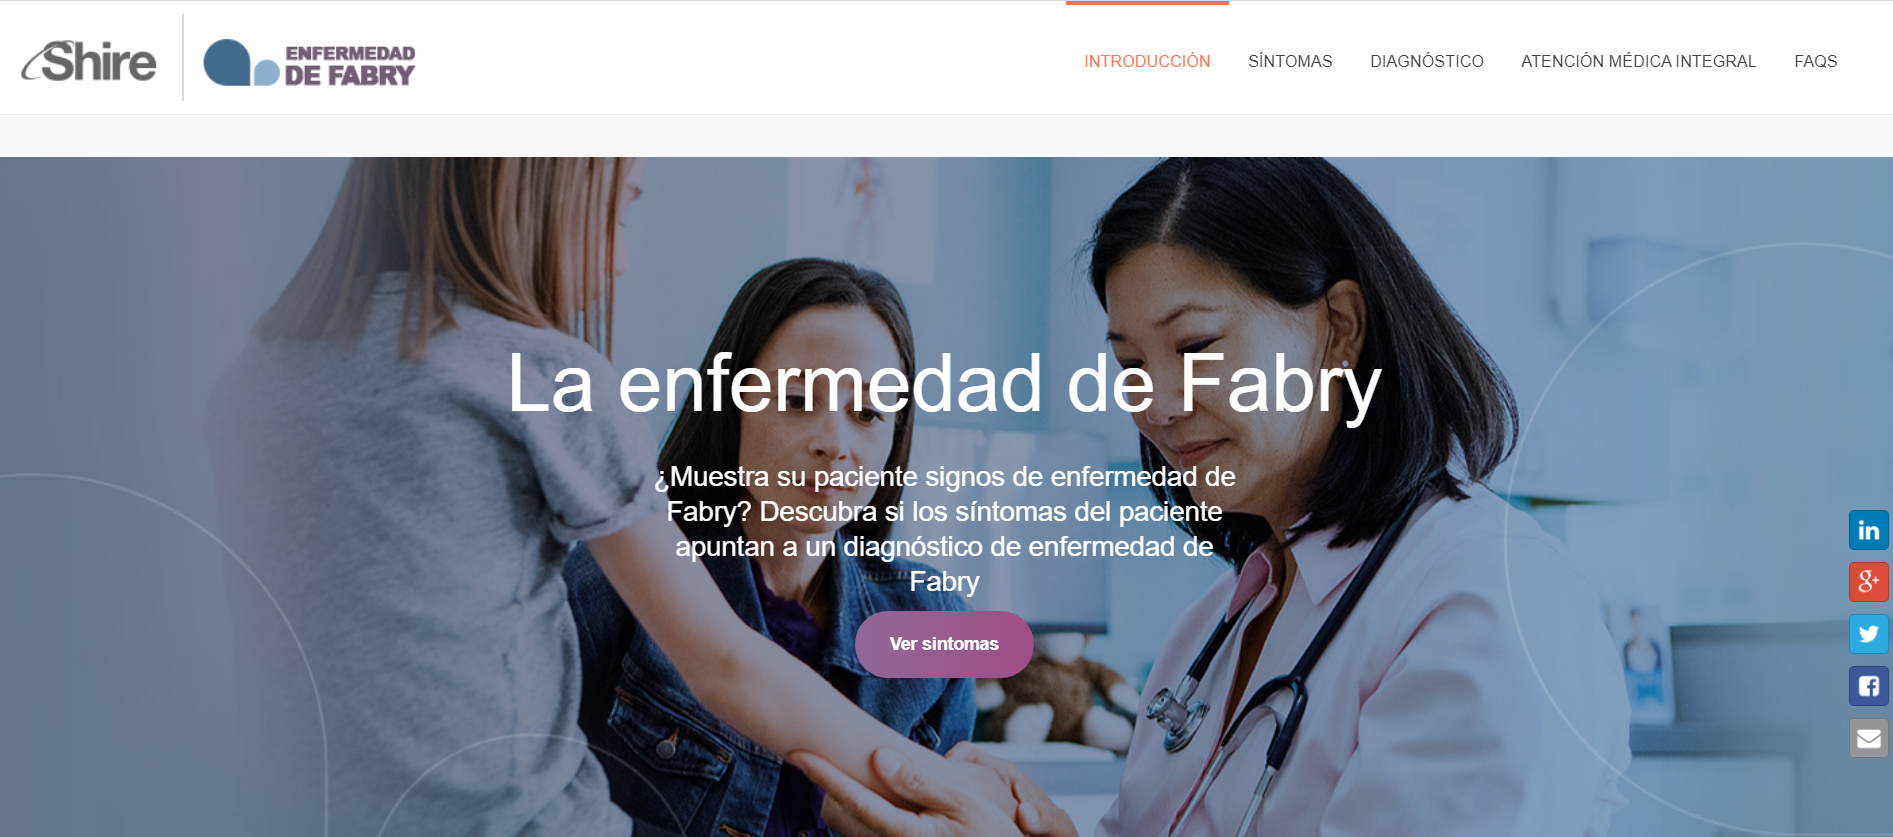 Shire
ENFERMEDAD
DE FABRY
INTRODUCCIÓN
SÍNTOMAS
DIAGNÓSTICO
ATENCIÓN MÉDICA INTEGRAL
FAQS
La enfermedad de Fabry
¿Muestra su paciente signos de enfermedad de
Fabry? Descubra si los síntomas del paciente
apuntan a un diagnóstico de enfermedad de
Fabry
Ver sintomas
in
g+